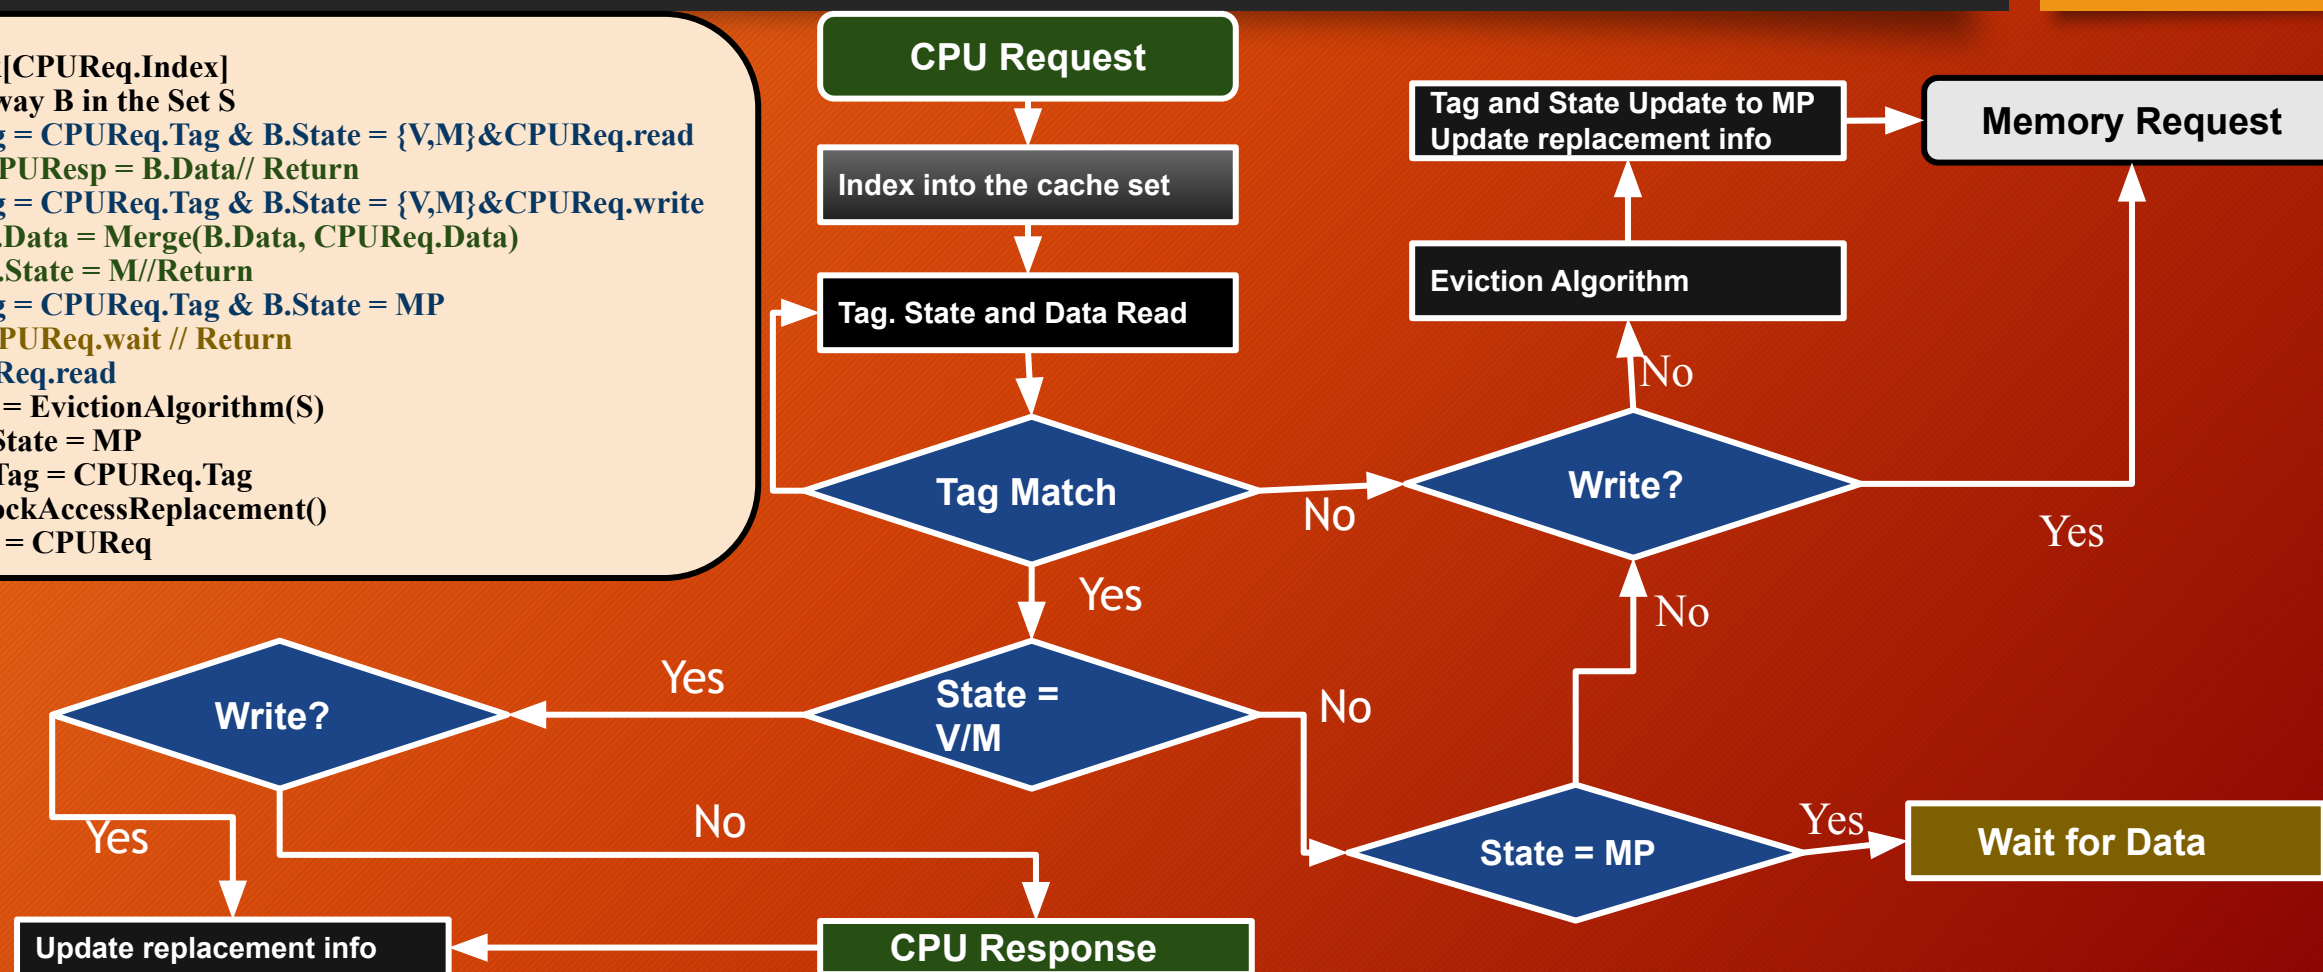 [CPUReq.Index]
way B in the Set S
= CPUReq.Tag & B.State = {V,M}&CPUReq.read
PUResp = B.Data// Return
= CPUReq.Tag & B.State = {V,M}&CPUReq.write
.Data = Merge(B.Data, CPUReq.Data)
.State = M//Return
= CPUReq.Tag & B.State = MP
PUReq.wait // Return
Req.read
= EvictionAlgorithm(S)
State = MP
Tag = CPUReq.Tag
ockAccessReplacement()
= CPUReq
CPU Request
Index into the cache set
Tag. State and Data Read
Tag Match
No
Yes
Tag and State Update to MP
Update replacement info
Memory Request
Eviction Algorithm
No
Write?
Yes
No
State =
V/M
Yes
No
Write?
Yes
No
State = MP
Yes
Wait for Data
Update replacement info
CPU Response